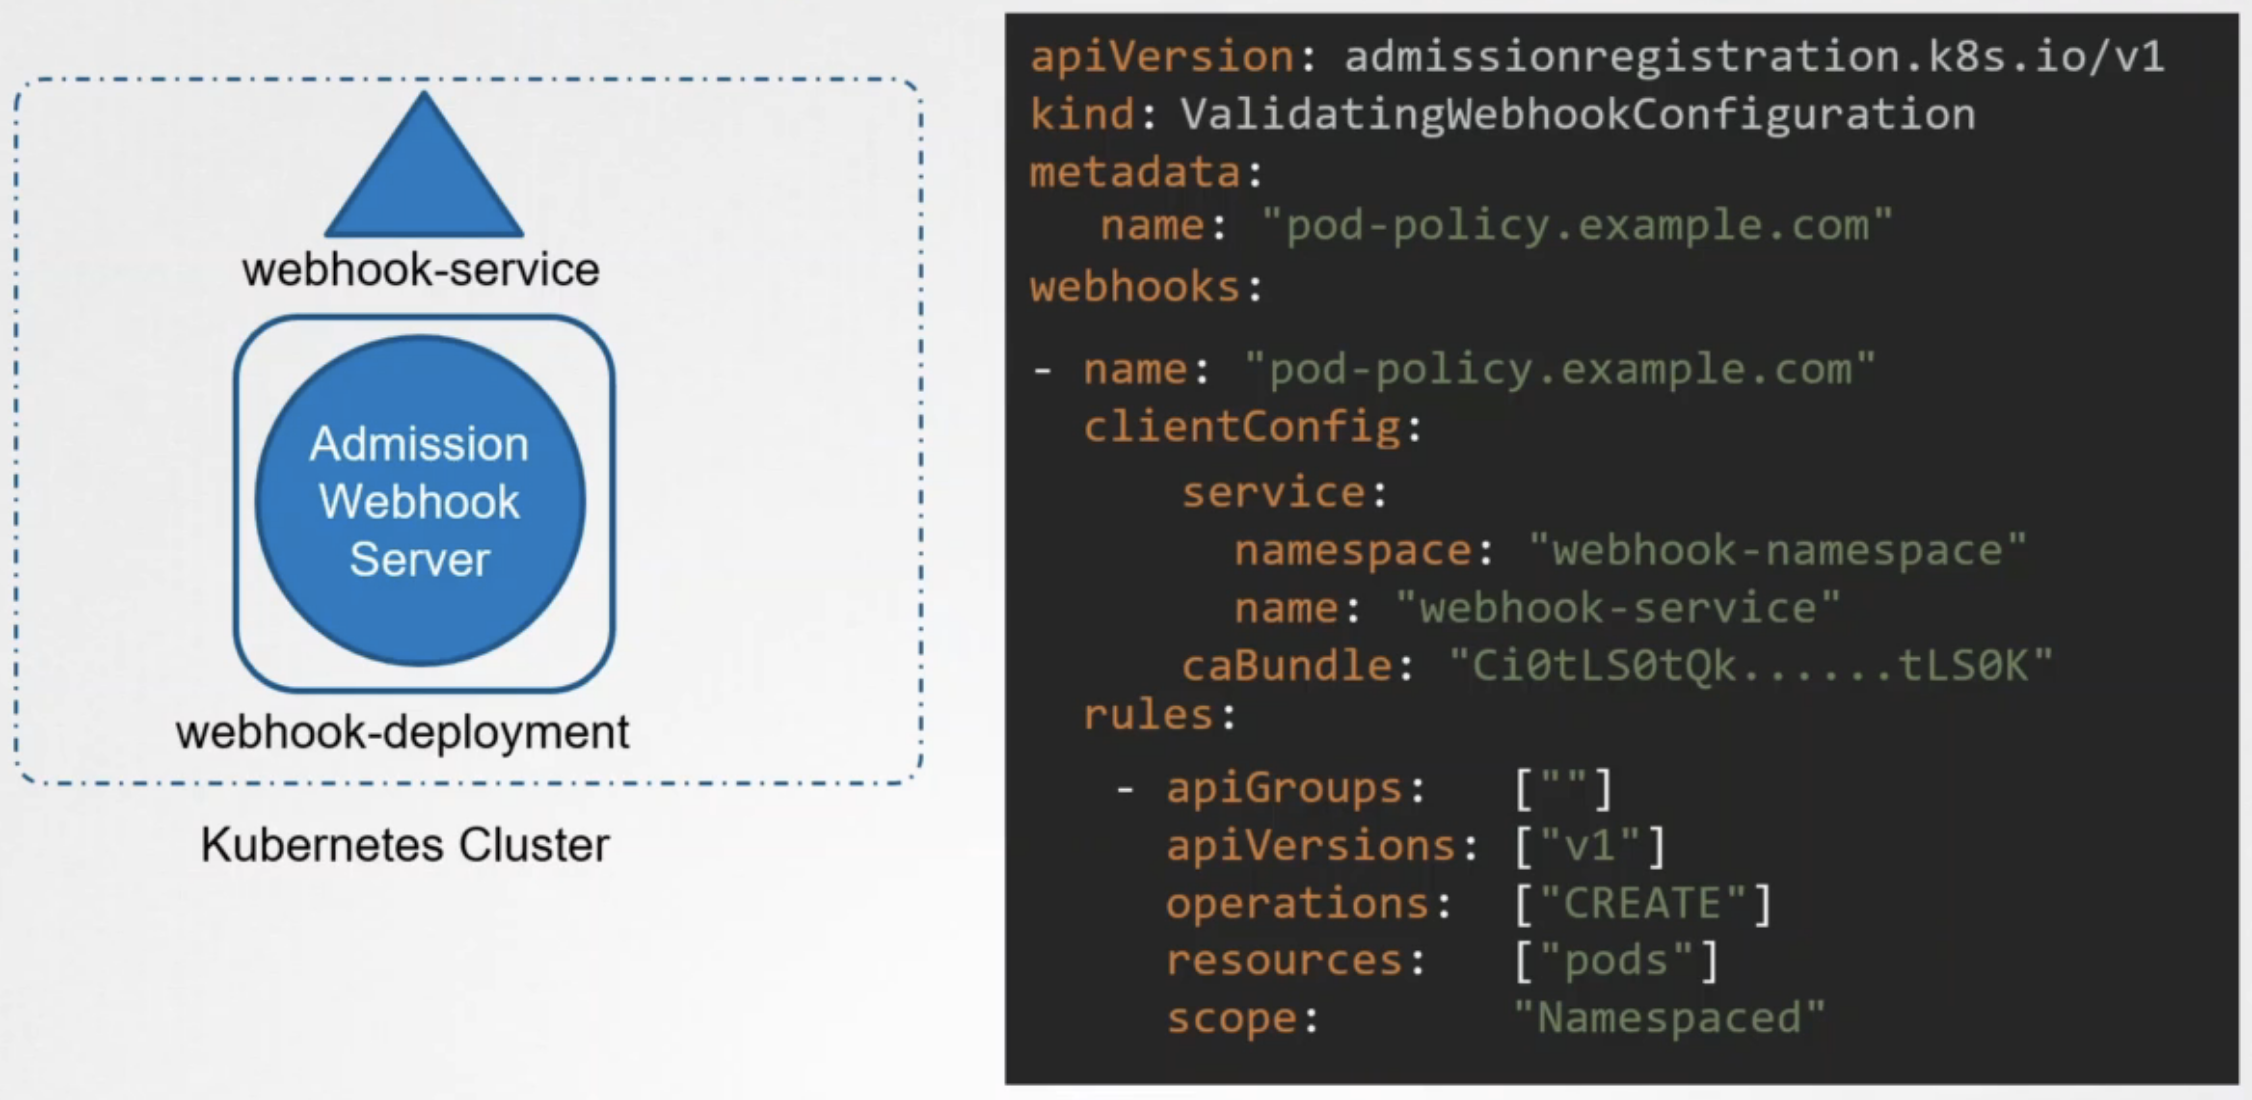 webhook-service
Admission
Webhook
Server
webhook-deployment
Kubernetes Cluster
apiVersion: admissionregistration.k8s.io/v1
kind: ValidatingWebhookConfiguration
metadata:
   name: "pod-policy.example.com"
webhooks:
- name: "pod-policy.example.com"
  clientConfig:
      service:
        namespace: "webhook-namespace"
        name: "webhook-service"
      caBundle: "Ci0tLS0tQk......tLS0K"
  rules:
   - apiGroups:   [""]
     apiVersions: ["v1"]
     operations:  ["CREATE"]
     resources:   ["pods"]
     scope:       "Namespaced"